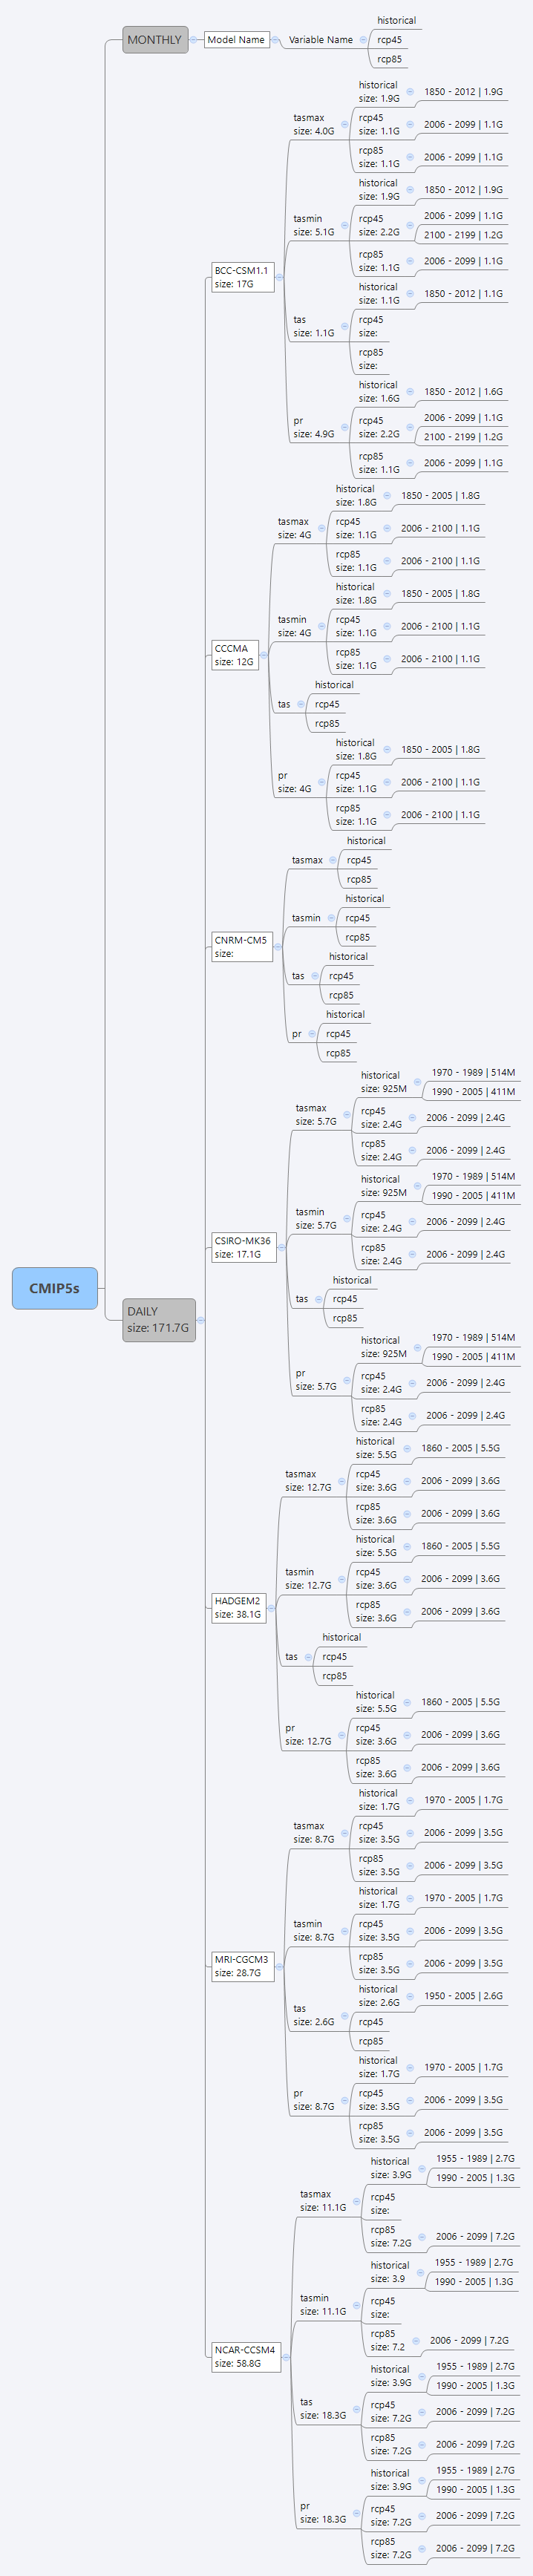 CMIP5s
MONTHLY
Model Name
Variable Name
historical
rcp45
rcp85
DAILY
size: 171.7G
BCC-CSM1.1
size: 17G
tasmax
size: 4.0G
historical
size: 1.9G
1850 - 2012 | 1.9G
rcp45
size: 1.1G
2006 - 2099 | 1.1G
rcp85
size: 1.1G
2006 - 2099 | 1.1G
tasmin
size: 5.1G
historical
size: 1.9G
1850 - 2012 | 1.9G
rcp45
size: 2.2G
2006 - 2099 | 1.1G
2100 - 2199 | 1.2G
rcp85
size: 1.1G
2006 - 2099 | 1.1G
tas
size: 1.1G
historical
size: 1.1G
1850 - 2012 | 1.1G
rcp45
size:
rcp85
size:
pr
size: 4.9G
historical
size: 1.6G
1850 - 2012 | 1.6G
rcp45
size: 2.2G
2006 - 2099 | 1.1G
2100 - 2199 | 1.2G
rcp85
size: 1.1G
2006 - 2099 | 1.1G
CCCMA
size: 12G
tasmax
size: 4G
historical
size: 1.8G
1850 - 2005 | 1.8G
rcp45
size: 1.1G
2006 - 2100 | 1.1G
rcp85
size: 1.1G
2006 - 2100 | 1.1G
tasmin
size: 4G
historical
size: 1.8G
1850 - 2005 | 1.8G
rcp45
size: 1.1G
2006 - 2100 | 1.1G
rcp85
size: 1.1G
2006 - 2100 | 1.1G
tas
historical
rcp45
rcp85
pr
size: 4G
historical
size: 1.8G
1850 - 2005 | 1.8G
rcp45
size: 1.1G
2006 - 2100 | 1.1G
rcp85
size: 1.1G
2006 - 2100 | 1.1G
CNRM-CM5
size:
tasmax
historical
rcp45
rcp85
tasmin
historical
rcp45
rcp85
tas
historical
rcp45
rcp85
pr
historical
rcp45
rcp85
CSIRO-MK36
size: 17.1G
tasmax
size: 5.7G
historical
size: 925M
1970 - 1989 | 514M
1990 - 2005 | 411M
rcp45
size: 2.4G
2006 - 2099 | 2.4G
rcp85
size: 2.4G
2006 - 2099 | 2.4G
tasmin
size: 5.7G
historical
size: 925M
1970 - 1989 | 514M
1990 - 2005 | 411M
rcp45
size: 2.4G
2006 - 2099 | 2.4G
rcp85
size: 2.4G
2006 - 2099 | 2.4G
tas
historical
rcp45
rcp85
pr
size: 5.7G
historical
size: 925M
1970 - 1989 | 514M
1990 - 2005 | 411M
rcp45
size: 2.4G
2006 - 2099 | 2.4G
rcp85
size: 2.4G
2006 - 2099 | 2.4G
HADGEM2
size: 38.1G
tasmax
size: 12.7G
historical
size: 5.5G
1860 - 2005 | 5.5G
rcp45
size: 3.6G
2006 - 2099 | 3.6G
rcp85
size: 3.6G
2006 - 2099 | 3.6G
tasmin
size: 12.7G
historical
size: 5.5G
1860 - 2005 | 5.5G
rcp45
size: 3.6G
2006 - 2099 | 3.6G
rcp85
size: 3.6G
2006 - 2099 | 3.6G
tas
historical
rcp45
rcp85
pr
size: 12.7G
historical
size: 5.5G
1860 - 2005 | 5.5G
rcp45
size: 3.6G
2006 - 2099 | 3.6G
rcp85
size: 3.6G
2006 - 2099 | 3.6G
MRI-CGCM3
size: 28.7G
tasmax
size: 8.7G
historical
size: 1.7G
1970 - 2005 | 1.7G
rcp45
size: 3.5G
2006 - 2099 | 3.5G
rcp85
size: 3.5G
2006 - 2099 | 3.5G
tasmin
size: 8.7G
historical
size: 1.7G
1970 - 2005 | 1.7G
rcp45
size: 3.5G
2006 - 2099 | 3.5G
rcp85
size: 3.5G
2006 - 2099 | 3.5G
tas
size: 2.6G
historical
size: 2.6G
1950 - 2005 | 2.6G
rcp45
rcp85
pr
size: 8.7G
historical
size: 1.7G
1970 - 2005 | 1.7G
rcp45
size: 3.5G
2006 - 2099 | 3.5G
rcp85
size: 3.5G
2006 - 2099 | 3.5G
NCAR-CCSM4
size: 58.8G
tasmax
size: 11.1G
historical
size: 3.9G
1955 - 1989 | 2.7G
1990 - 2005 | 1.3G
rcp45
size:
rcp85
size: 7.2G
2006 - 2099 | 7.2G
tasmin
size: 11.1G
historical
size: 3.9
1955 - 1989 | 2.7G
1990 - 2005 | 1.3G
rcp45
size:
rcp85
size: 7.2
2006 - 2099 | 7.2G
tas
size: 18.3G
historical
size: 3.9G
1955 - 1989 | 2.7G
1990 - 2005 | 1.3G
rcp45
size: 7.2G
2006 - 2099 | 7.2G
rcp85
size: 7.2G
2006 - 2099 | 7.2G
pr
size: 18.3G
historical
size: 3.9G
1955 - 1989 | 2.7G
1990 - 2005 | 1.3G
rcp45
size: 7.2G
2006 - 2099 | 7.2G
rcp85
size: 7.2G
2006 - 2099 | 7.2G